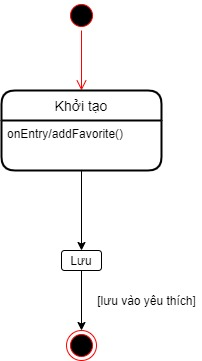 Khởi tạo
onEntry/addFavorite()
Lưu
[lưu vào yêu thích]